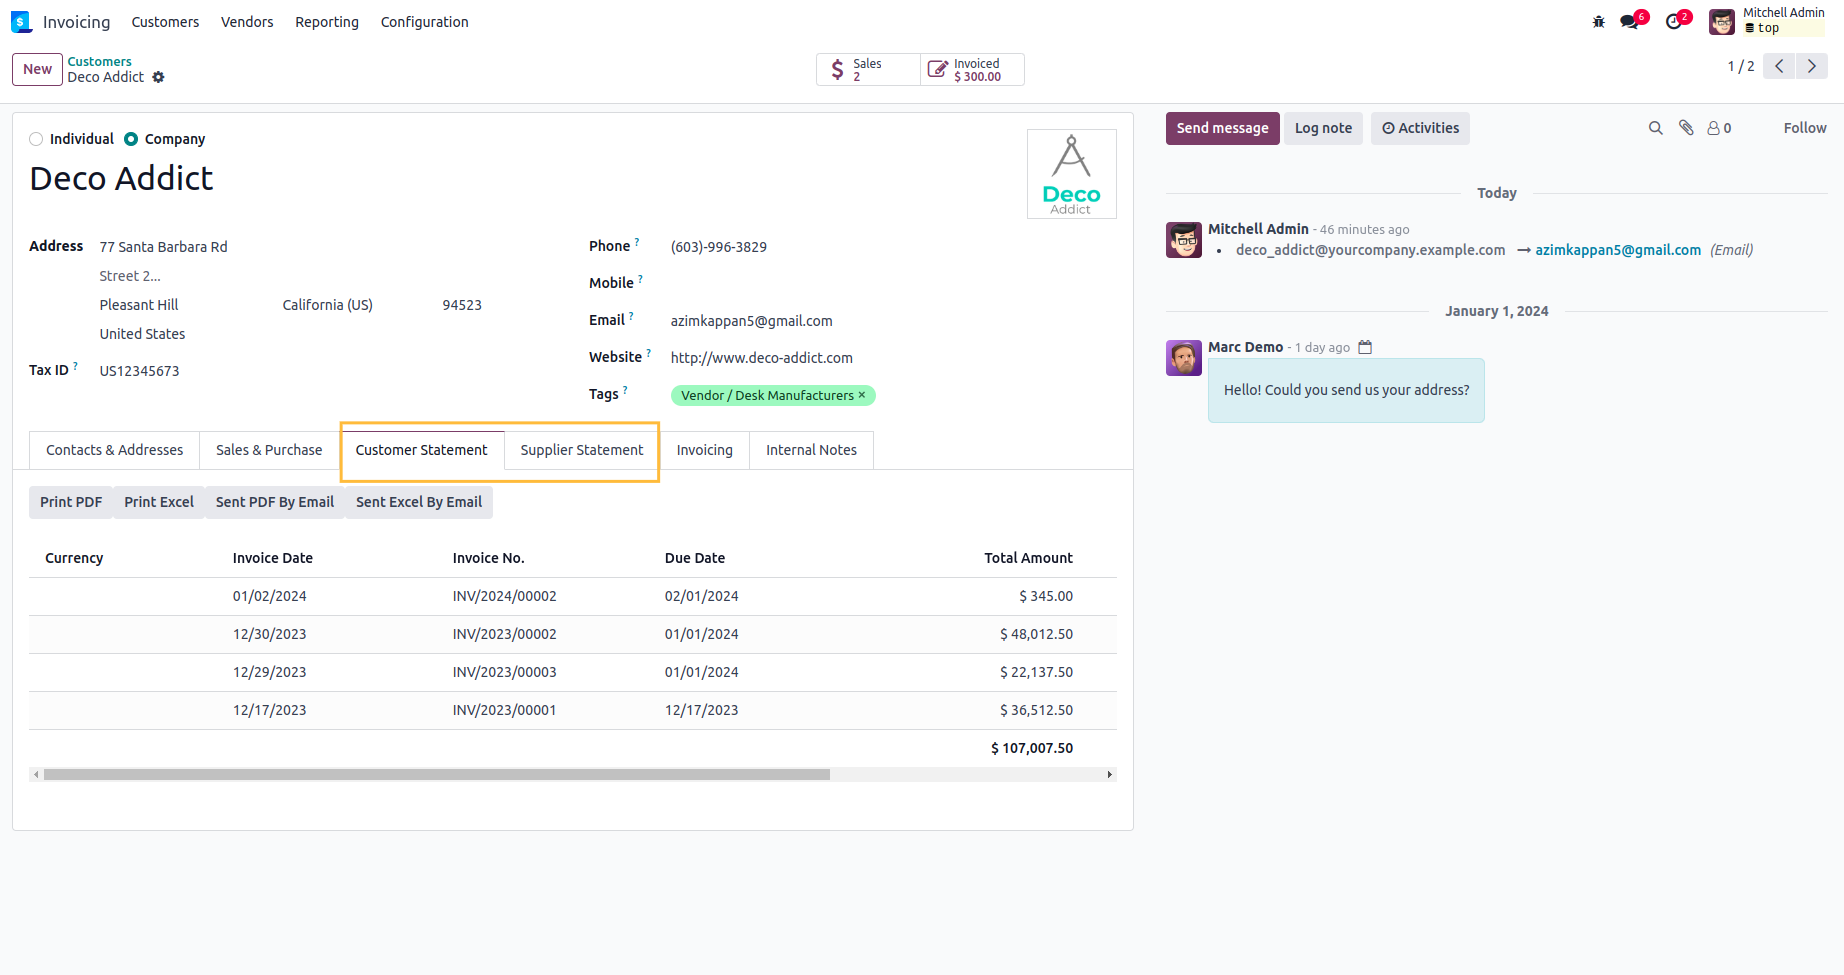 Invoicing Customers Vendors Reporting Configuration 6 2 Mitchell Admin
top
New Customers
Deco Addict
Sales
2
Invoiced
$ 300.00
1 / 2
Individual Company
Deco Addict
Deco
Addict
Address 77 Santa Barbara Rd
Street 2...
Pleasant Hill California (US) 94523
United States
Tax ID ? US12345673
Phone ? (603)-996-3829
Mobile ?
Email ? azimkappan5@gmail.com
Website ? http://www.deco-addict.com
Tags ? Vendor / Desk Manufacturers ×
Contacts & Addresses Sales & Purchase Customer Statement Supplier Statement Invoicing Internal Notes
Print PDF Print Excel Sent PDF By Email Sent Excel By Email
Currency Invoice Date Invoice No. Due Date Total Amount
01/02/2024 INV/2024/00002 02/01/2024 $ 345.00
12/30/2023 INV/2023/00002 01/01/2024 $ 48,012.50
12/29/2023 INV/2023/00003 01/01/2024 $ 22,137.50
12/17/2023 INV/2023/00001 12/17/2023 $ 36,512.50
$ 107,007.50
Send message Log note Activities 0 Follow
Today
Mitchell Admin - 46 minutes ago
• deco_addict@yourcompany.example.com → azimkappan5@gmail.com (Email)
January 1, 2024
Marc Demo - 1 day ago
Hello! Could you send us your address?